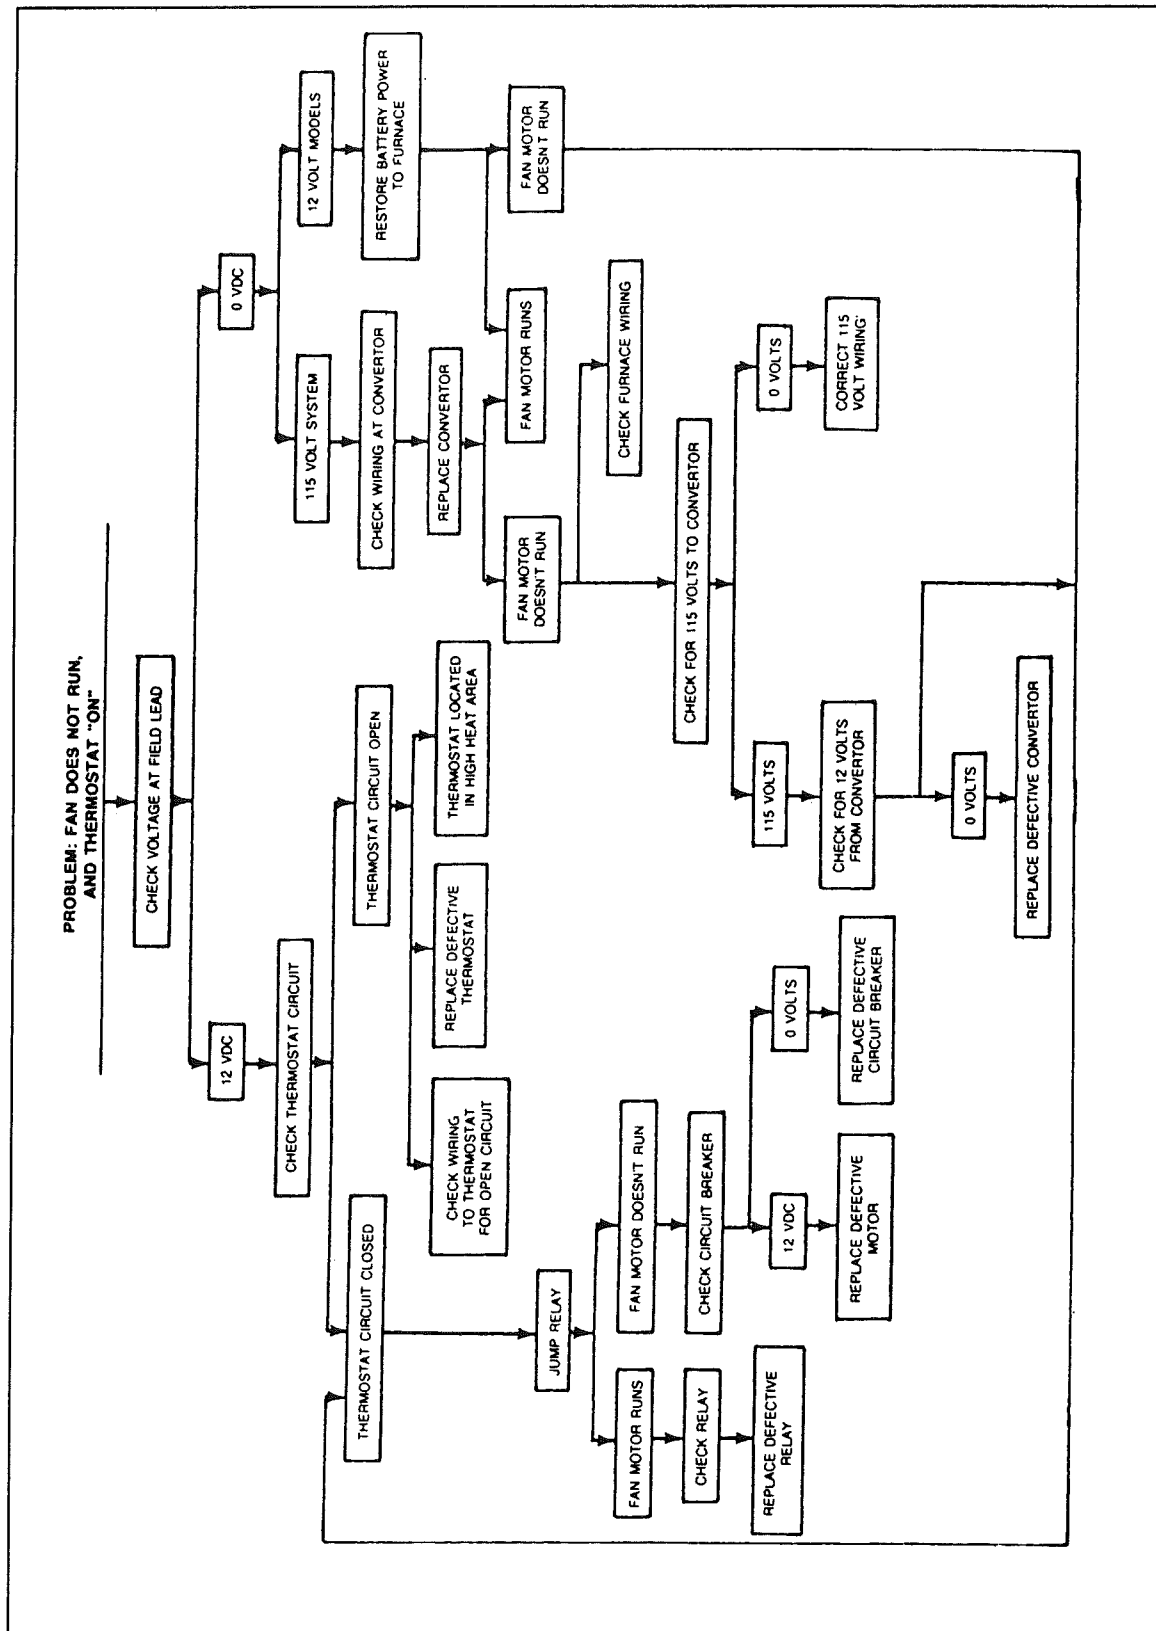 PROBLEM: FAN DOES NOT RUN,
AND THERMOSTAT "ON"
CHECK VOLTAGE AT FIELD LEAD
12 VDC
0 VDC
CHECK THERMOSTAT CIRCUIT
115 VOLT SYSTEM
12 VOLT MODELS
THERMOSTAT CIRCUIT CLOSED
THERMOSTAT CIRCUIT OPEN
CHECK WIRING AT CONVERTOR
RESTORE BATTERY POWER
TO FURNACE
CHECK WIRING
TO THERMOSTAT
FOR OPEN CIRCUIT
REPLACE DEFECTIVE
THERMOSTAT
THERMOSTAT LOCATED
IN HIGH HEAT AREA
REPLACE CONVERTOR
FAN MOTOR
DOESN'T RUN
FAN MOTOR RUNS
FAN MOTOR
DOESN'T RUN
JUMP RELAY
CHECK FURNACE WIRING
FAN MOTOR RUNS
FAN MOTOR DOESN'T RUN
CHECK RELAY
CHECK CIRCUIT BREAKER
CHECK FOR 115 VOLTS TO CONVERTOR
REPLACE DEFECTIVE
RELAY
12 VDC
0 VOLTS
115 VOLTS
0 VOLTS
REPLACE DEFECTIVE
MOTOR
REPLACE DEFECTIVE
CIRCUIT BREAKER
CHECK FOR 12 VOLTS
FROM CONVERTOR
CORRECT 115
VOLT WIRING
0 VOLTS
REPLACE DEFECTIVE CONVERTOR